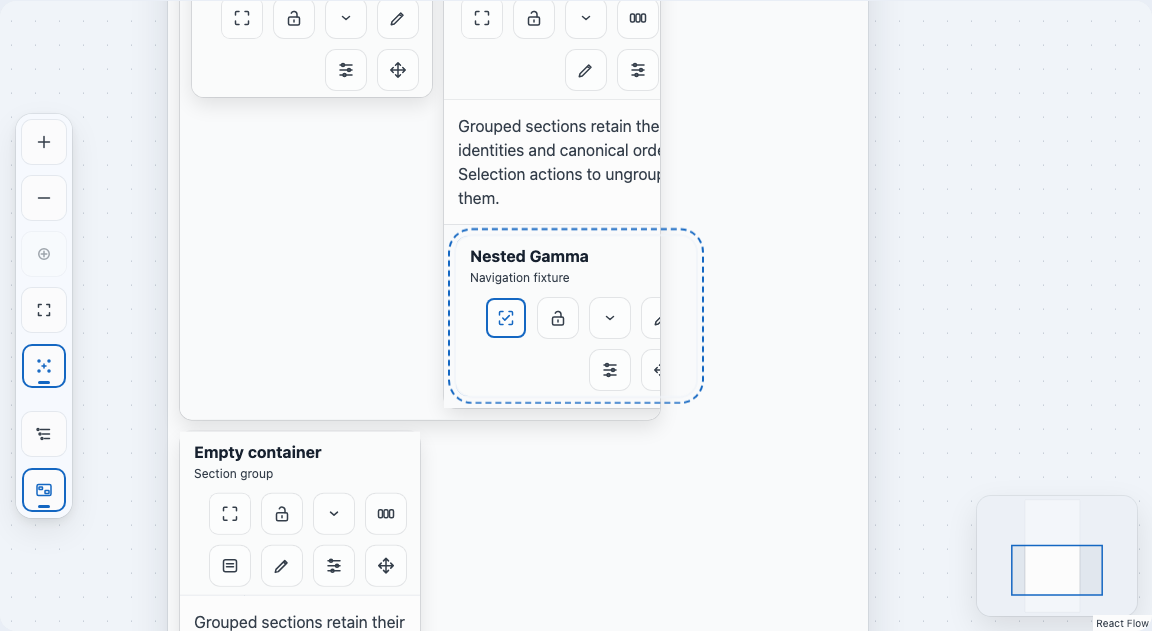 Grouped sections retain the
identities and canonical orde
Selection actions to ungroup
them.
Nested Gamma
Navigation fixture
Empty container
Section group
Grouped sections retain their
React Flow